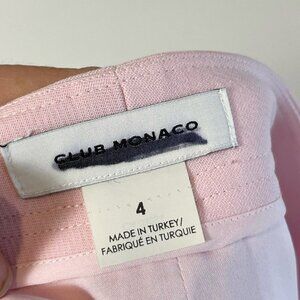 CLUB MONACO
4
MADE IN TURKEY/
FABRIQUÉ EN TURQUIE